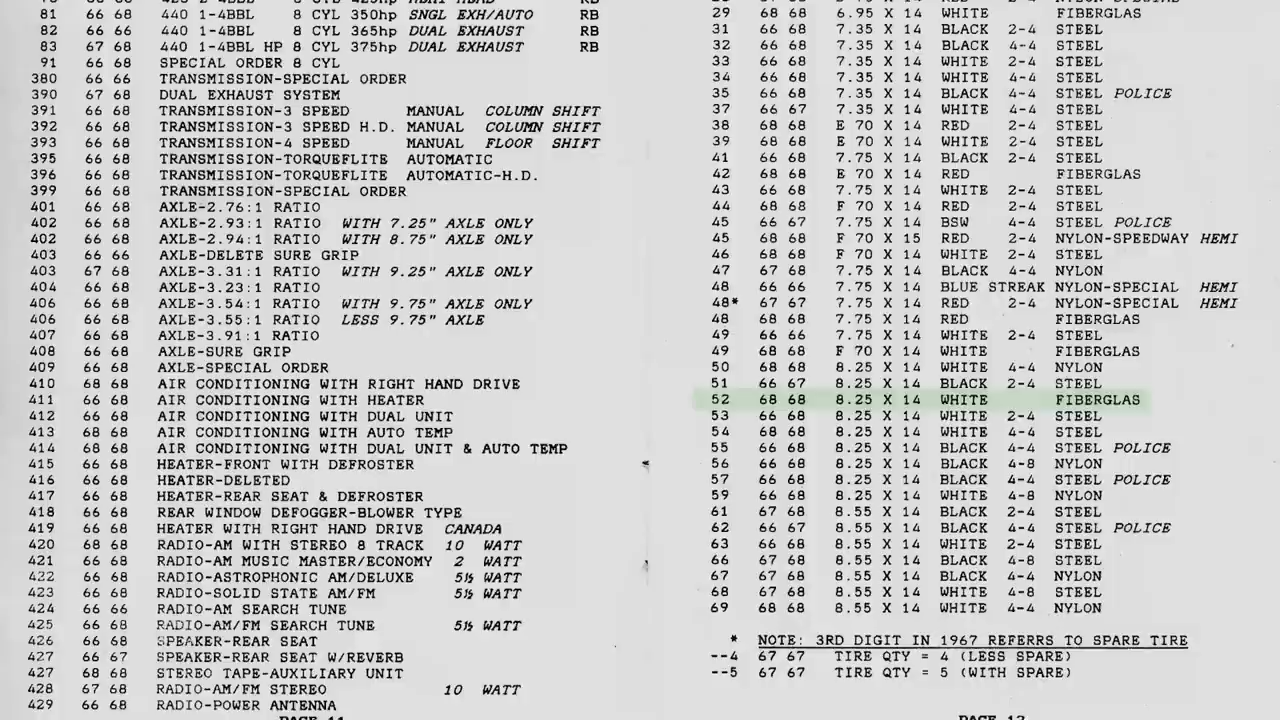 81 66 66 440 1-4BBL 8 CYL 350hp SNGL EXH/AUTO RB
82 66 66 440 1-4BBL 8 CYL 365hp DUAL EXHAUST RB
83 67 68 440 1-4BBL HP 8 CYL 375hp DUAL EXHAUST RB
91 66 68 SPECIAL ORDER 8 CYL
380 66 66 TRANSMISSION-SPECIAL ORDER
390 67 68 DUAL EXHAUST SYSTEM
391 66 68 TRANSMISSION-3 SPEED MANUAL COLUMN SHIFT
392 66 68 TRANSMISSION-3 SPEED H.D. MANUAL COLUMN SHIFT
393 66 68 TRANSMISSION-4 SPEED MANUAL FLOOR SHIFT
395 66 68 TRANSMISSION-TORQUEFLITE AUTOMATIC
396 66 68 TRANSMISSION-TORQUEFLITE AUTOMATIC-H.D.
399 66 68 TRANSMISSION-SPECIAL ORDER
401 66 68 AXLE-2.76:1 RATIO
402 66 68 AXLE-2.93:1 RATIO WITH 7.25" AXLE ONLY
402 66 68 AXLE-2.94:1 RATIO WITH 8.75" AXLE ONLY
403 66 66 AXLE-DELETE SURE GRIP
403 67 68 AXLE-3.31:1 RATIO WITH 9.25" AXLE ONLY
404 66 68 AXLE-3.23:1 RATIO
406 66 68 AXLE-3.54:1 RATIO WITH 9.75" AXLE ONLY
406 66 68 AXLE-3.55:1 RATIO LESS 9.75" AXLE
407 66 68 AXLE-3.91:1 RATIO
408 66 68 AXLE-SURE GRIP
409 66 68 AXLE-SPECIAL ORDER
410 68 68 AIR CONDITIONING WITH RIGHT HAND DRIVE
411 66 68 AIR CONDITIONING WITH HEATER
412 66 68 AIR CONDITIONING WITH DUAL UNIT
413 66 68 AIR CONDITIONING WITH AUTO TEMP
414 68 68 AIR CONDITIONING WITH DUAL UNIT & AUTO TEMP
415 66 68 HEATER-FRONT WITH DEFROSTER
416 66 68 HEATER-DELETED
417 66 68 HEATER-REAR SEAT & DEFROSTER
418 66 68 REAR WINDOW DEFOGGER-BLOWER TYPE
419 66 68 HEATER WITH RIGHT HAND DRIVE CANADA
420 68 68 RADIO-AM WITH STEREO 8 TRACK 10 WATT
421 66 68 RADIO-AM MUSIC MASTER/ECONOMY 2 WATT
422 66 68 RADIO-ASTROPHONIC AM/DELUXE 5½ WATT
423 66 68 RADIO-SOLID STATE AM/FM 5½ WATT
424 66 66 RADIO-AM SEARCH TUNE
425 66 68 RADIO-AM/FM SEARCH TUNE 5½ WATT
426 66 68 SPEAKER-REAR SEAT
427 66 67 SPEAKER-REAR SEAT W/REVERB
427 68 68 STEREO TAPE-AUXILIARY UNIT
428 67 68 RADIO-AM/FM STEREO 10 WATT
429 66 68 RADIO-POWER ANTENNA
PAGE 11
29 68 68 6.95 X 14 WHITE FIBERGLAS
31 66 68 7.35 X 14 BLACK 2-4 STEEL
32 66 68 7.35 X 14 BLACK 4-4 STEEL
33 66 68 7.35 X 14 WHITE 2-4 STEEL
34 66 68 7.35 X 14 WHITE 4-4 STEEL
35 66 68 7.35 X 14 BLACK 4-4 STEEL POLICE
37 66 67 7.35 X 14 WHITE 4-4 STEEL
38 68 68 E 70 X 14 RED 2-4 STEEL
39 68 68 E 70 X 14 WHITE 2-4 STEEL
41 66 68 7.75 X 14 BLACK 2-4 STEEL
42 68 68 E 70 X 14 RED FIBERGLAS
43 66 68 7.75 X 14 WHITE 2-4 STEEL
44 68 68 F 70 X 14 RED 2-4 STEEL
45 66 67 7.75 X 14 BSW 4-4 STEEL POLICE
45 68 68 F 70 X 15 RED 2-4 NYLON-SPEEDWAY HEMI
46 68 68 F 70 X 14 WHITE 2-4 STEEL
47 67 68 7.75 X 14 BLACK 4-4 NYLON
48 66 66 7.75 X 14 BLUE STREAK NYLON-SPECIAL HEMI
48* 67 67 7.75 X 14 RED 2-4 NYLON-SPECIAL HEMI
48 68 68 7.75 X 14 RED FIBERGLAS
49 66 68 7.75 X 14 WHITE 2-4 STEEL
49 68 68 F 70 X 14 WHITE FIBERGLAS
50 68 68 8.25 X 14 WHITE 4-4 NYLON
51 66 67 8.25 X 14 BLACK 2-4 STEEL
52 68 68 8.25 X 14 WHITE FIBERGLAS
53 66 68 8.25 X 14 WHITE 2-4 STEEL
54 68 68 8.25 X 14 WHITE 4-4 STEEL
55 66 68 8.25 X 14 BLACK 4-4 STEEL POLICE
56 66 68 8.25 X 14 BLACK 4-8 NYLON
57 66 68 8.25 X 14 BLACK 4-4 STEEL POLICE
59 66 68 8.25 X 14 WHITE 4-8 NYLON
61 67 68 8.55 X 14 BLACK 2-4 STEEL
62 66 67 8.55 X 14 BLACK 4-4 STEEL POLICE
63 66 68 8.55 X 14 WHITE 2-4 STEEL
66 67 68 8.55 X 14 BLACK 4-8 STEEL
67 67 68 8.55 X 14 BLACK 4-4 NYLON
68 67 68 8.55 X 14 WHITE 4-8 STEEL
69 68 68 8.55 X 14 WHITE 4-4 NYLON
* NOTE: 3RD DIGIT IN 1967 REFERRS TO SPARE TIRE
--4 67 67 TIRE QTY = 4 (LESS SPARE)
--5 67 67 TIRE QTY = 5 (WITH SPARE)
PAGE 12